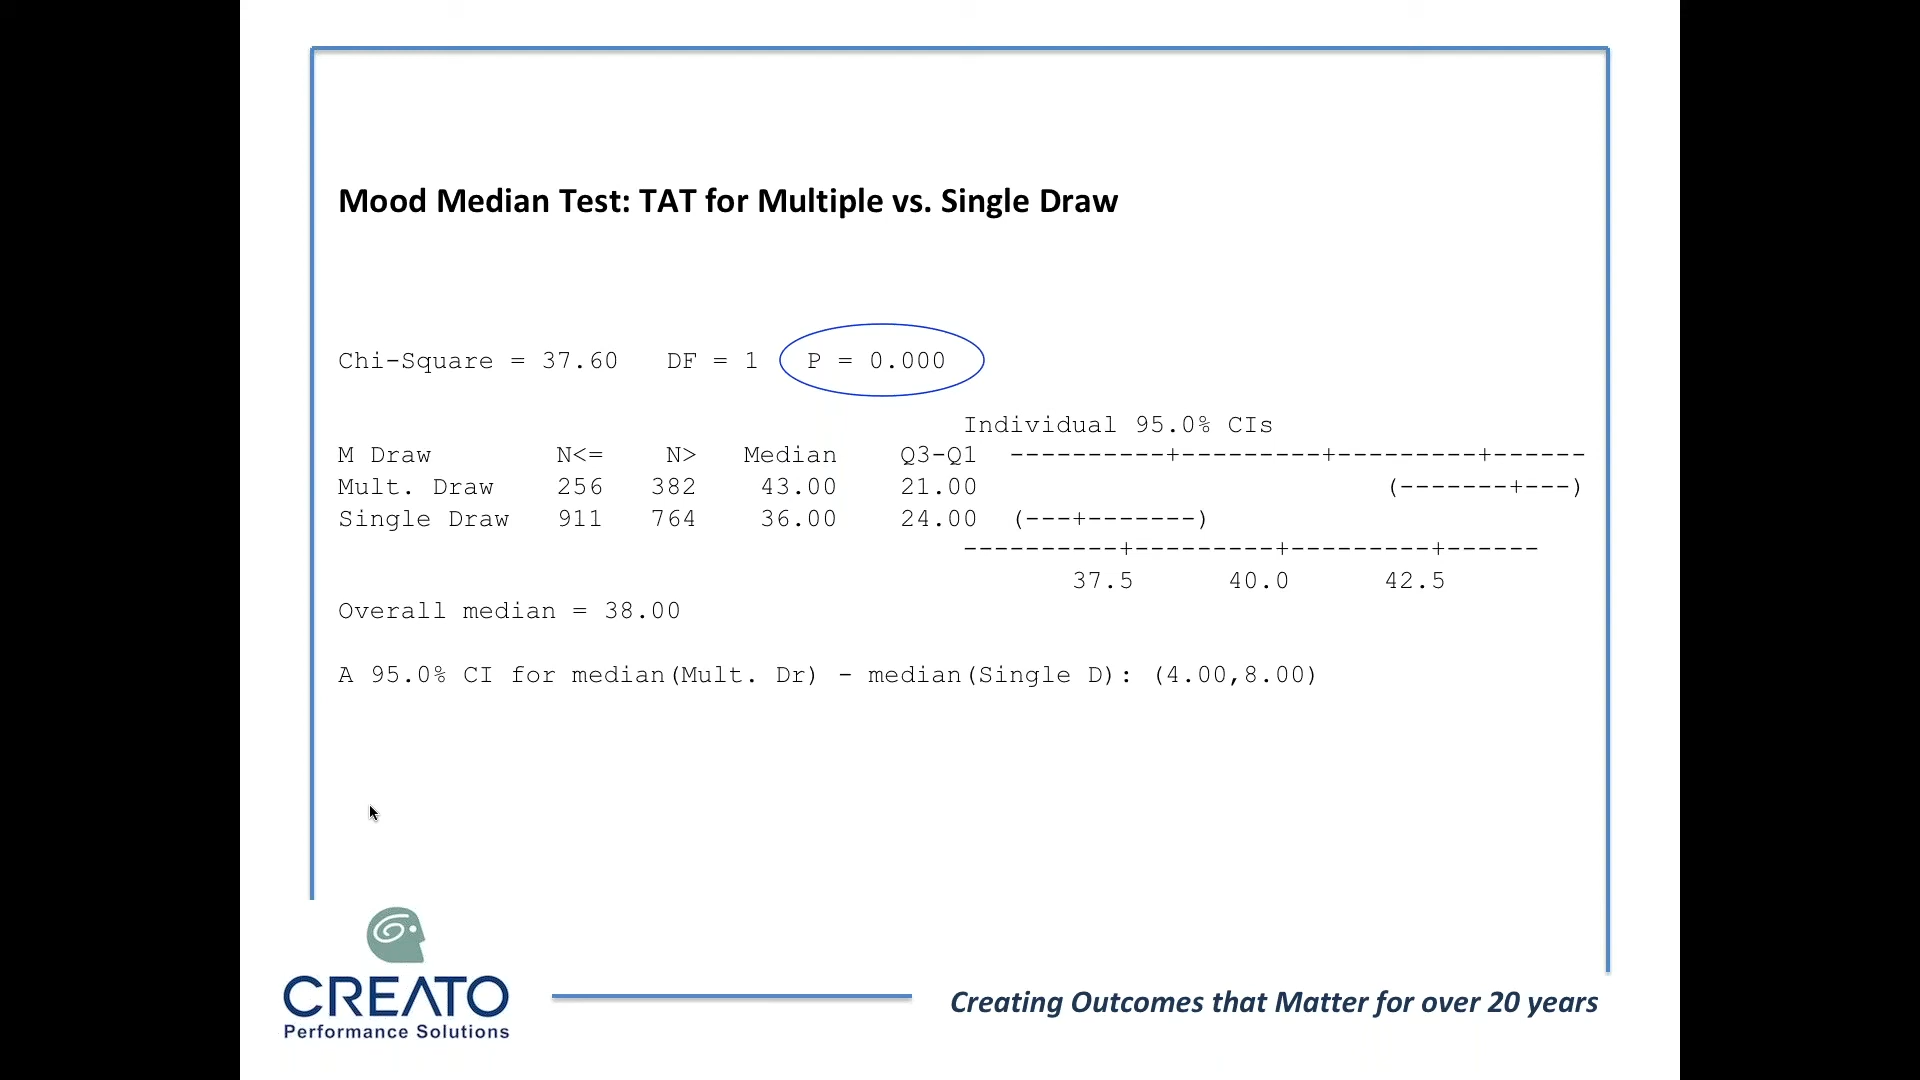 Mood Median Test: TAT for Multiple vs. Single Draw
Chi-Square = 37.60   DF = 1   P = 0.000
Individual 95.0% CIs
M Draw        N<=    N>   Median    Q3-Q1  ----------+---------+---------+------
Mult. Draw    256   382    43.00    21.00                          (-------+---)
Single Draw   911   764    36.00    24.00  (---+-------)
----------+---------+---------+------
37.5      40.0      42.5
Overall median = 38.00
A 95.0% CI for median(Mult. Dr) - median(Single D): (4.00,8.00)
CREATO
Performance Solutions
Creating Outcomes that Matter for over 20 years